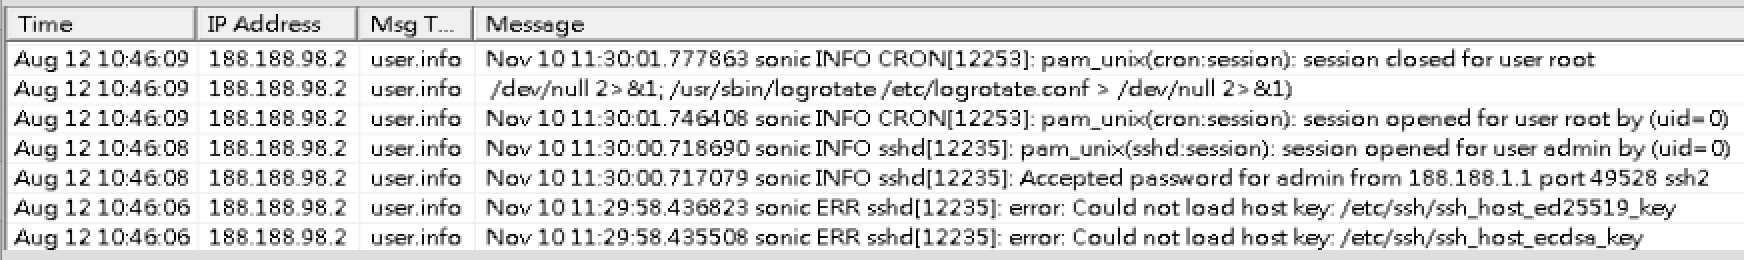 Time IP Address Msg T... Message
Aug 12 10:46:09 188.188.98.2 user.info Nov 10 11:30:01.777863 sonic INFO CRON[12253]: pam_unix(cron:session): session closed for user root
Aug 12 10:46:09 188.188.98.2 user.info /dev/null 2>&1; /usr/sbin/logrotate /etc/logrotate.conf > /dev/null 2>&1)
Aug 12 10:46:09 188.188.98.2 user.info Nov 10 11:30:01.746408 sonic INFO CRON[12253]: pam_unix(cron:session): session opened for user root by (uid=0)
Aug 12 10:46:08 188.188.98.2 user.info Nov 10 11:30:00.718690 sonic INFO sshd[12235]: pam_unix(sshd:session): session opened for user admin by (uid=0)
Aug 12 10:46:08 188.188.98.2 user.info Nov 10 11:30:00.717079 sonic INFO sshd[12235]: Accepted password for admin from 188.188.1.1 port 49528 ssh2
Aug 12 10:46:06 188.188.98.2 user.info Nov 10 11:29:58.436823 sonic ERR sshd[12235]: error: Could not load host key: /etc/ssh/ssh_host_ed25519_key
Aug 12 10:46:06 188.188.98.2 user.info Nov 10 11:29:58.435508 sonic ERR sshd[12235]: error: Could not load host key: /etc/ssh/ssh_host_ecdsa_key